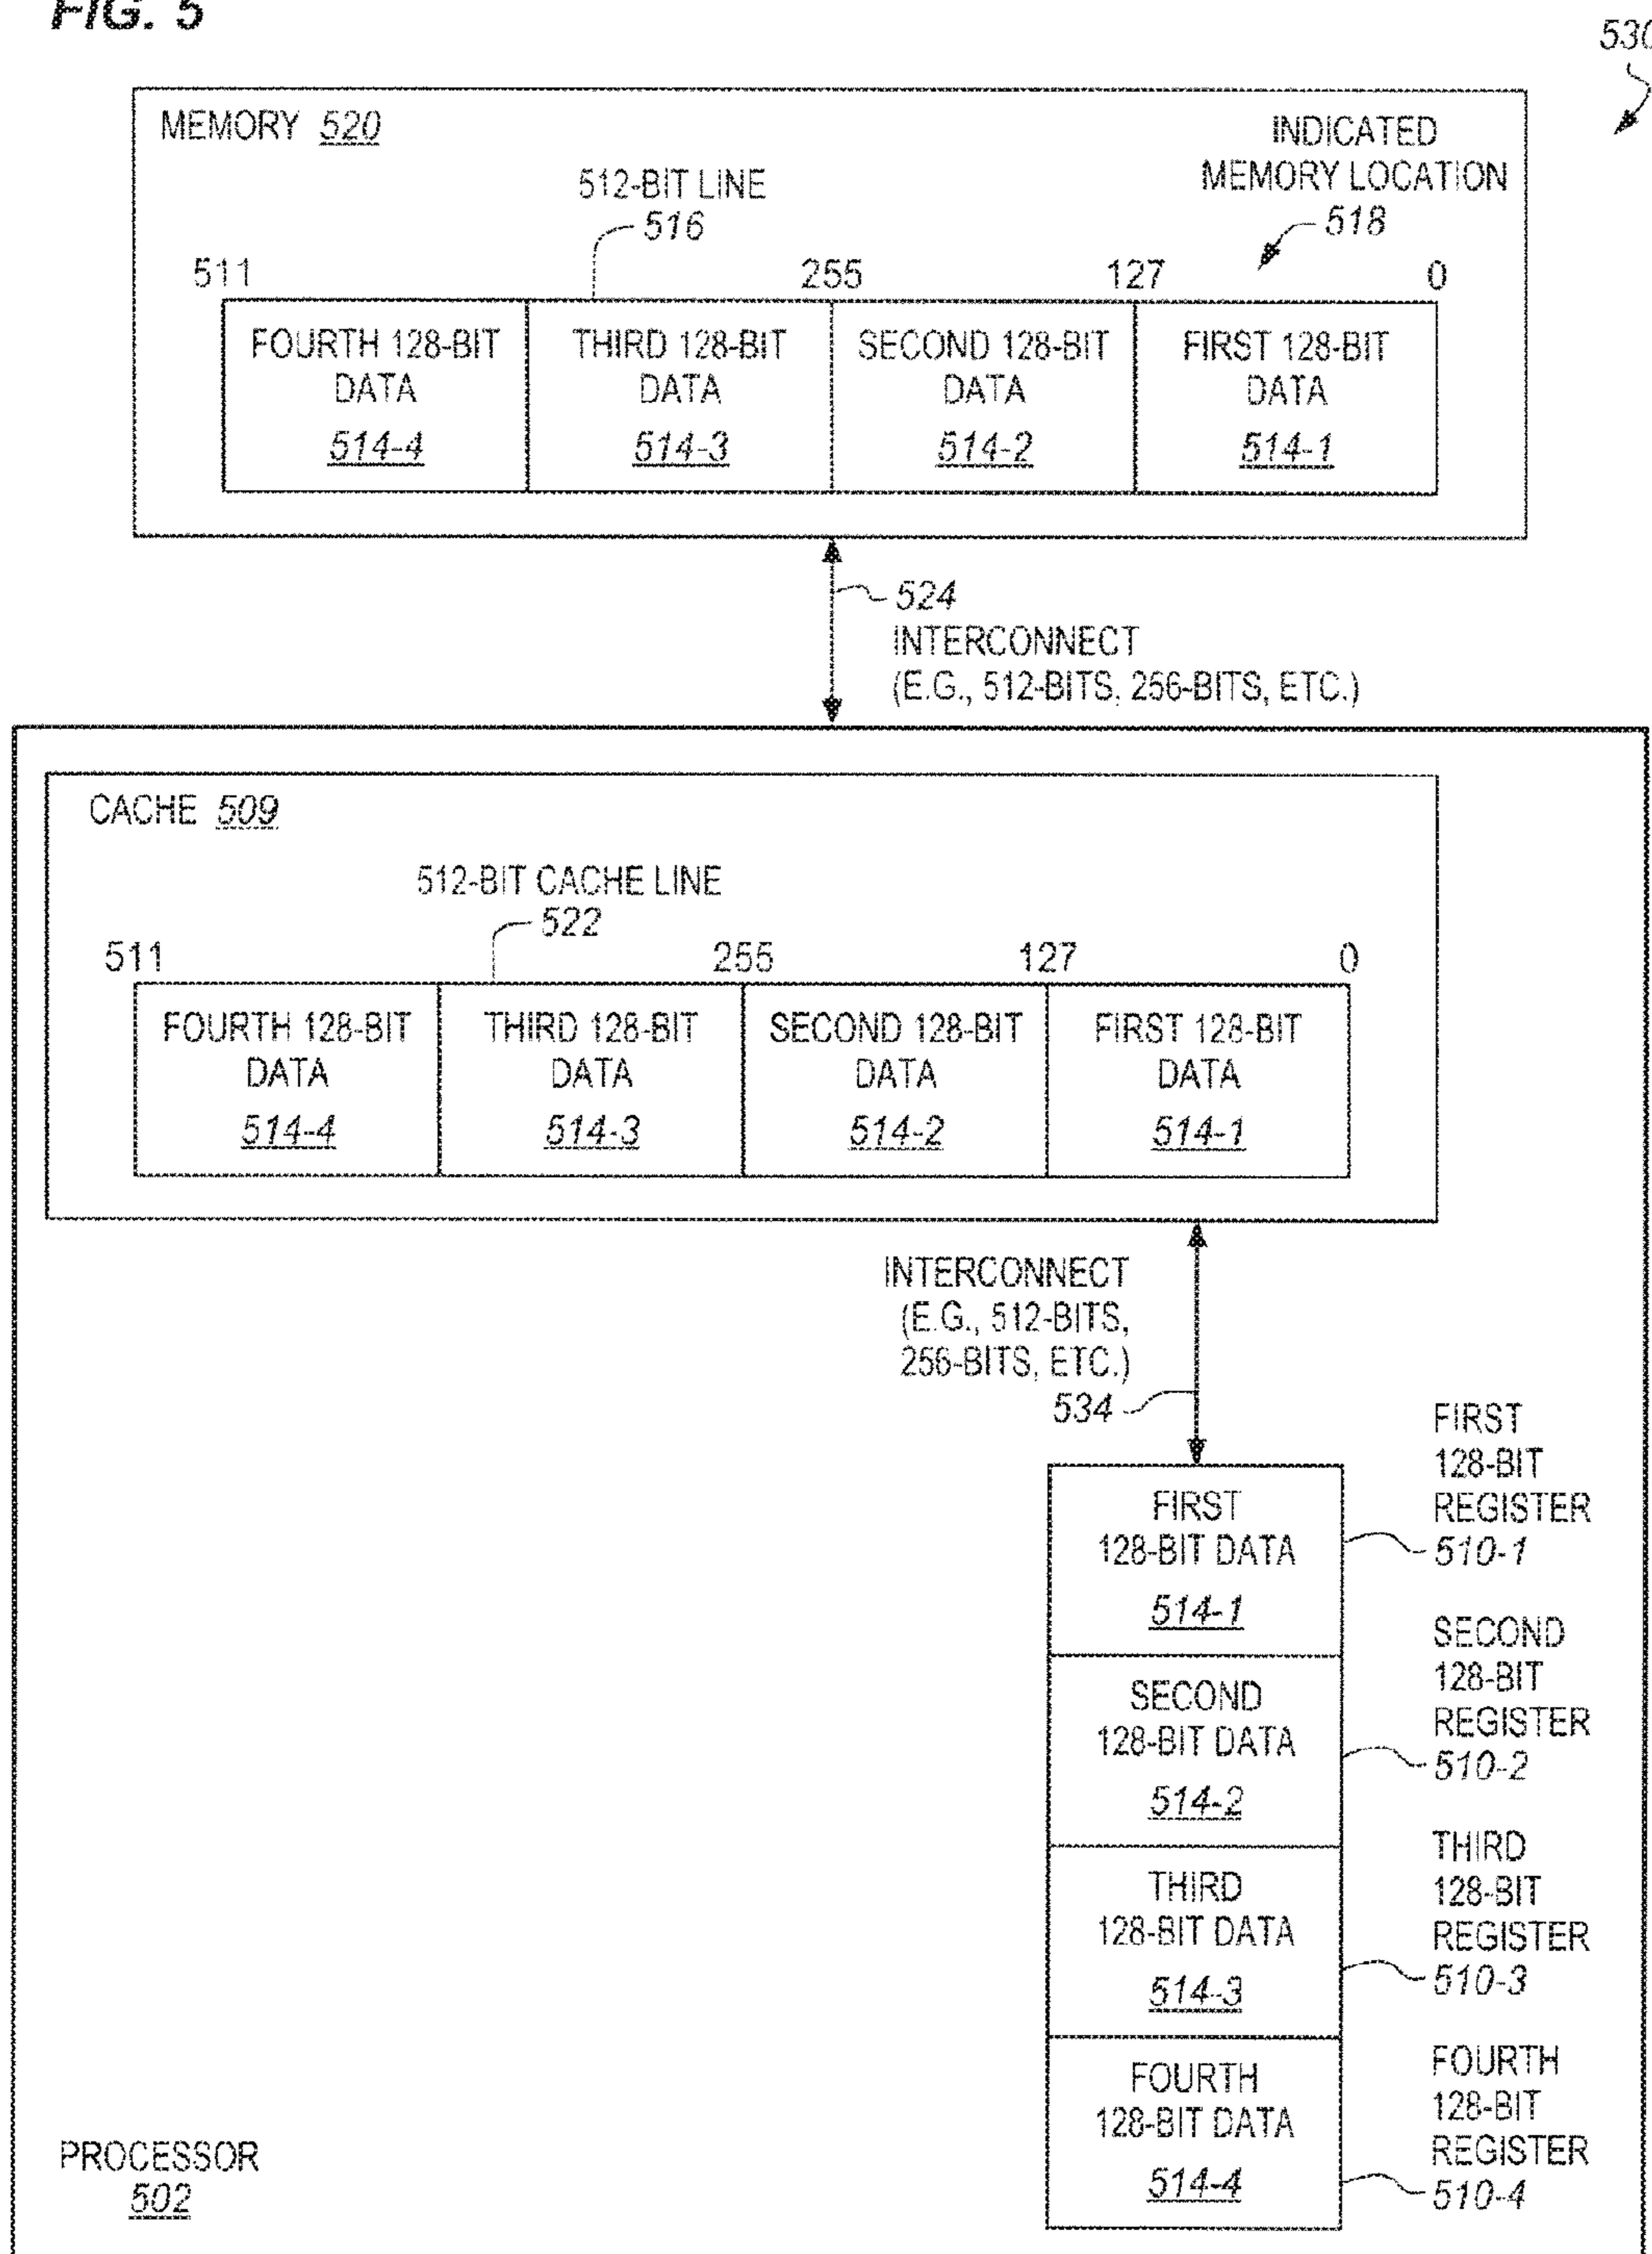 FIG. 5
530
MEMORY 520
INDICATED
MEMORY LOCATION
518
512-BIT LINE
516
511 255 127 0
FOURTH 128-BIT
DATA
514-4
THIRD 128-BIT
DATA
514-3
SECOND 128-BIT
DATA
514-2
FIRST 128-BIT
DATA
514-1
524
INTERCONNECT
(E.G., 512-BITS, 256-BITS, ETC.)
CACHE 509
512-BIT CACHE LINE
522
511 255 127 0
FOURTH 128-BIT
DATA
514-4
THIRD 128-BIT
DATA
514-3
SECOND 128-BIT
DATA
514-2
FIRST 128-BIT
DATA
514-1
INTERCONNECT
(E.G., 512-BITS,
256-BITS, ETC.)
534
FIRST
128-BIT DATA
514-1
FIRST
128-BIT
REGISTER
510-1
SECOND
128-BIT DATA
514-2
SECOND
128-BIT
REGISTER
510-2
THIRD
128-BIT DATA
514-3
THIRD
128-BIT
REGISTER
510-3
FOURTH
128-BIT DATA
514-4
FOURTH
128-BIT
REGISTER
510-4
PROCESSOR
502